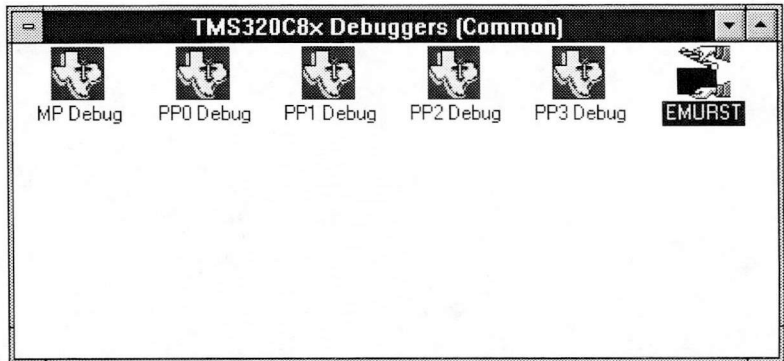 TMS320C8x Debuggers (Common)
MP Debug PP0 Debug PP1 Debug PP2 Debug PP3 Debug EMURST